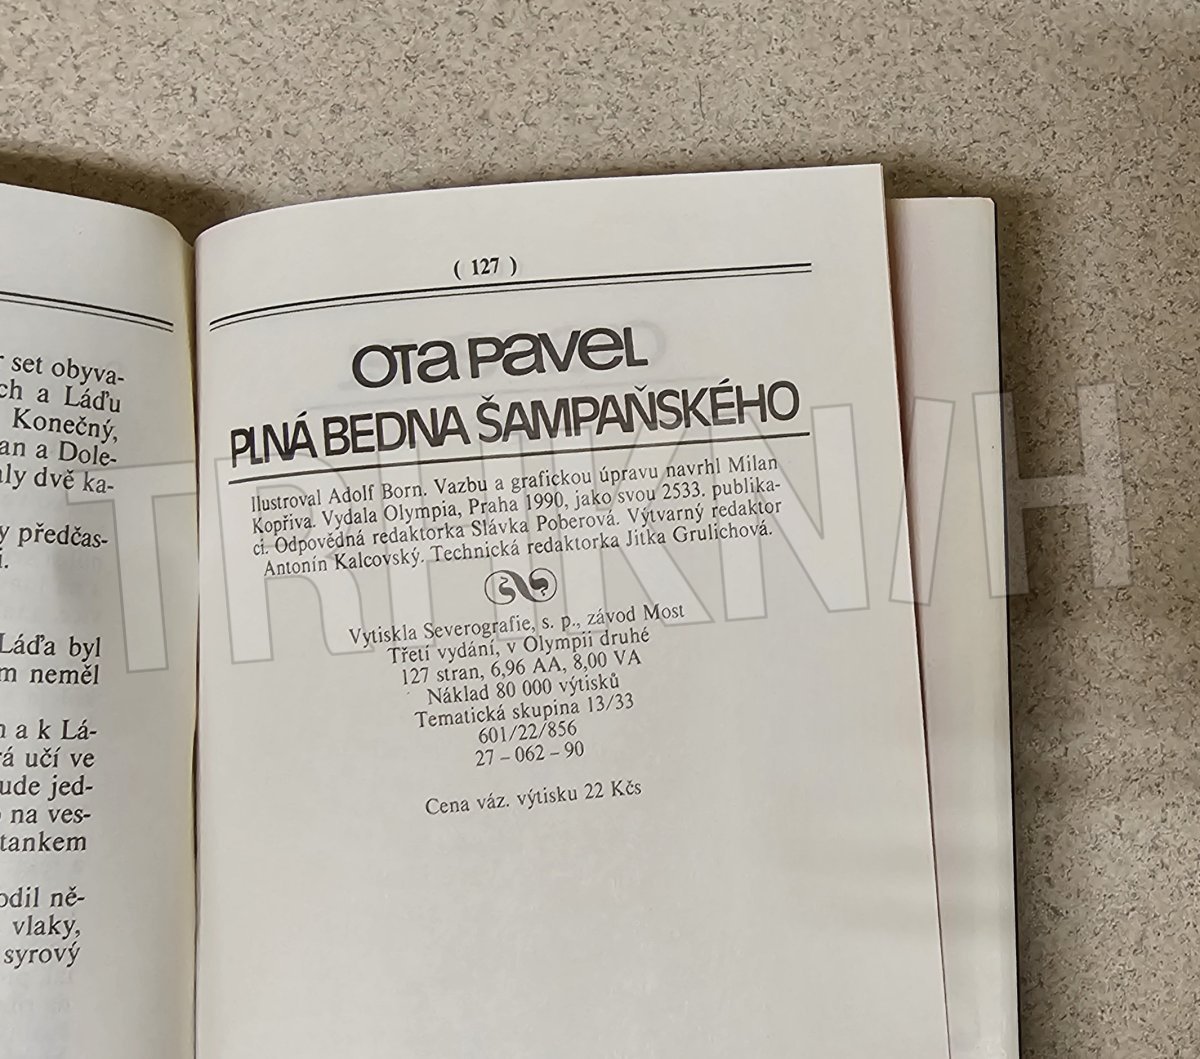 set obyva-
ch a Láďu
Konečný,
an a Dole-
aly dvě ka-
y předčas-
í.
Láďa byl
m neměl
a k Lá-
rá učí ve
ude jed-
na ves-
tankem
odil ně-
vlaky,
syrový
( 127 )
OTA PAVEL
PLNÁ BEDNA ŠAMPAŇSKÉHO
Ilustroval Adolf Born. Vazbu a grafickou úpravu navrhl Milan
Kopřiva. Vydala Olympia, Praha 1990, jako svou 2533. publika-
ci. Odpovědná redaktorka Slávka Poberová. Výtvarný redaktor
Antonín Kalcovský. Technická redaktorka Jitka Grulichová.
Vytiskla Severografie, s. p., závod Most
Třetí vydání, v Olympii druhé
127 stran, 6,96 AA, 8,00 VA
Náklad 80 000 výtisků
Tematická skupina 13/33
601/22/856
27 – 062 – 90
Cena váz. výtisku 22 Kčs
TRHKNIH